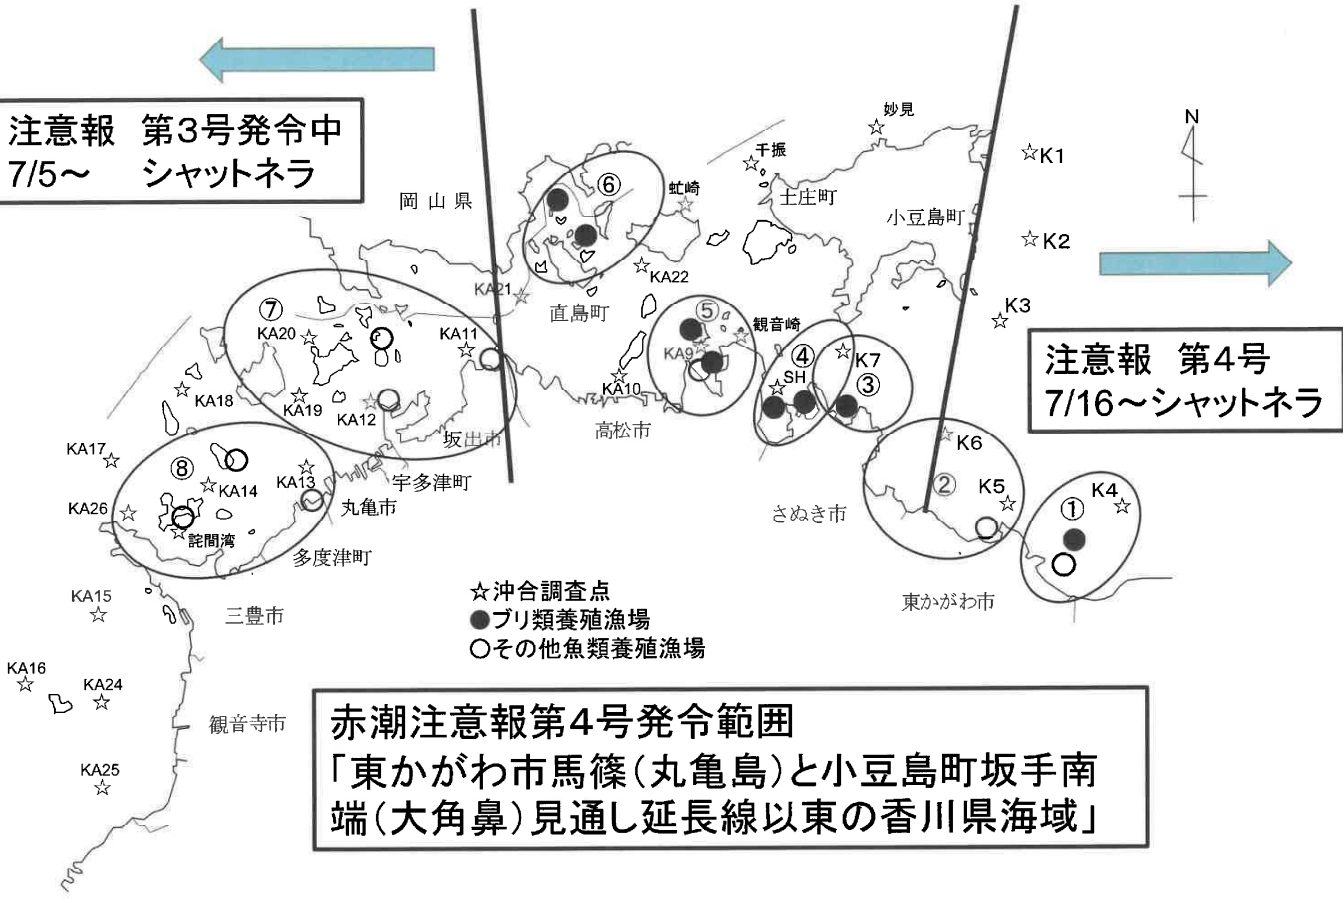 注意報 第3号発令中
7/5～ シャットネラ
妙見
千振
N
☆K1
岡山県
⑥
虻崎
土庄町
小豆島町
☆K2
KA22
KA21
直島町
⑦
KA20
KA11
⑤
観音崎
K3
KA9
④
K7
③
SH
KA10
注意報 第4号
7/16～シャットネラ
KA18
KA19
KA12
坂出市
高松市
K6
KA17
⑧
KA14
KA13
宇多津町
②
K5
①
K4
KA26
丸亀市
さぬき市
詫間湾
多度津町
KA15
三豊市
☆沖合調査点
●ブリ類養殖漁場
○その他魚類養殖漁場
東かがわ市
KA16
KA24
観音寺市
KA25
赤潮注意報第4号発令範囲
「東かがわ市馬篠(丸亀島)と小豆島町坂手南
端(大角鼻)見通し延長線以東の香川県海域」